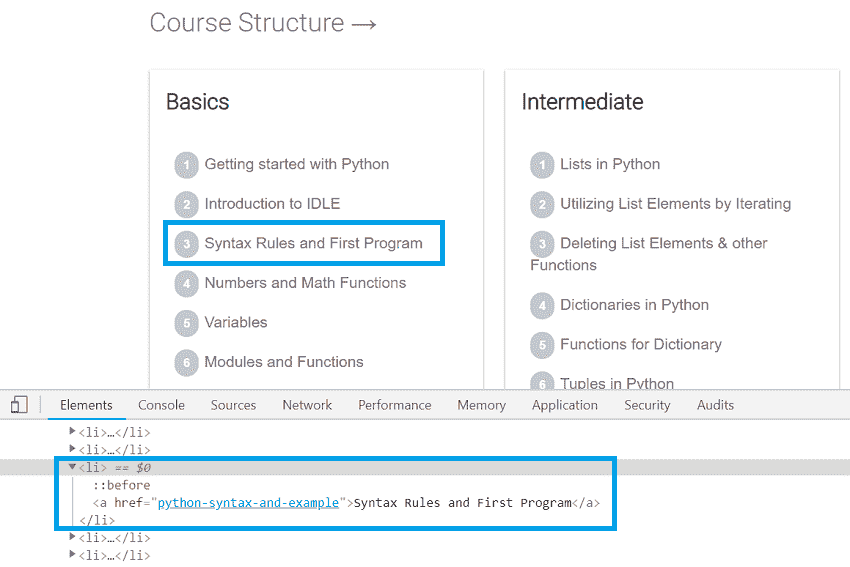 Course Structure →
Basics
1 Getting started with Python
2 Introduction to IDLE
3 Syntax Rules and First Program
4 Numbers and Math Functions
5 Variables
6 Modules and Functions
Intermediate
1 Lists in Python
2 Utilizing List Elements by Iterating
3 Deleting List Elements & other
Functions
4 Dictionaries in Python
5 Functions for Dictionary
6 Tuples in Python
Elements Console Sources Network Performance Memory Application Security Audits
<li>…</li>
<li>…</li>
<li> == $0
::before
<a href="python-syntax-and-example">Syntax Rules and First Program</a>
</li>
<li>…</li>
<li>…</li>